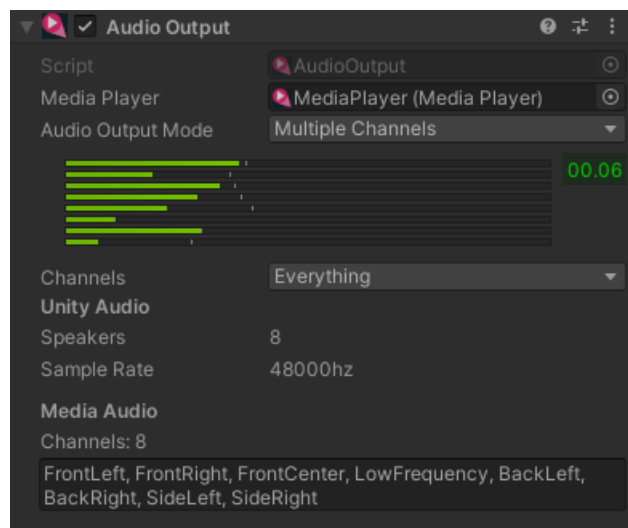 Audio Output
Script AudioOutput
Media Player MediaPlayer (Media Player)
Audio Output Mode Multiple Channels
00.06
Channels Everything
Unity Audio
Speakers 8
Sample Rate 48000hz
Media Audio
Channels: 8
FrontLeft, FrontRight, FrontCenter, LowFrequency, BackLeft,
BackRight, SideLeft, SideRight